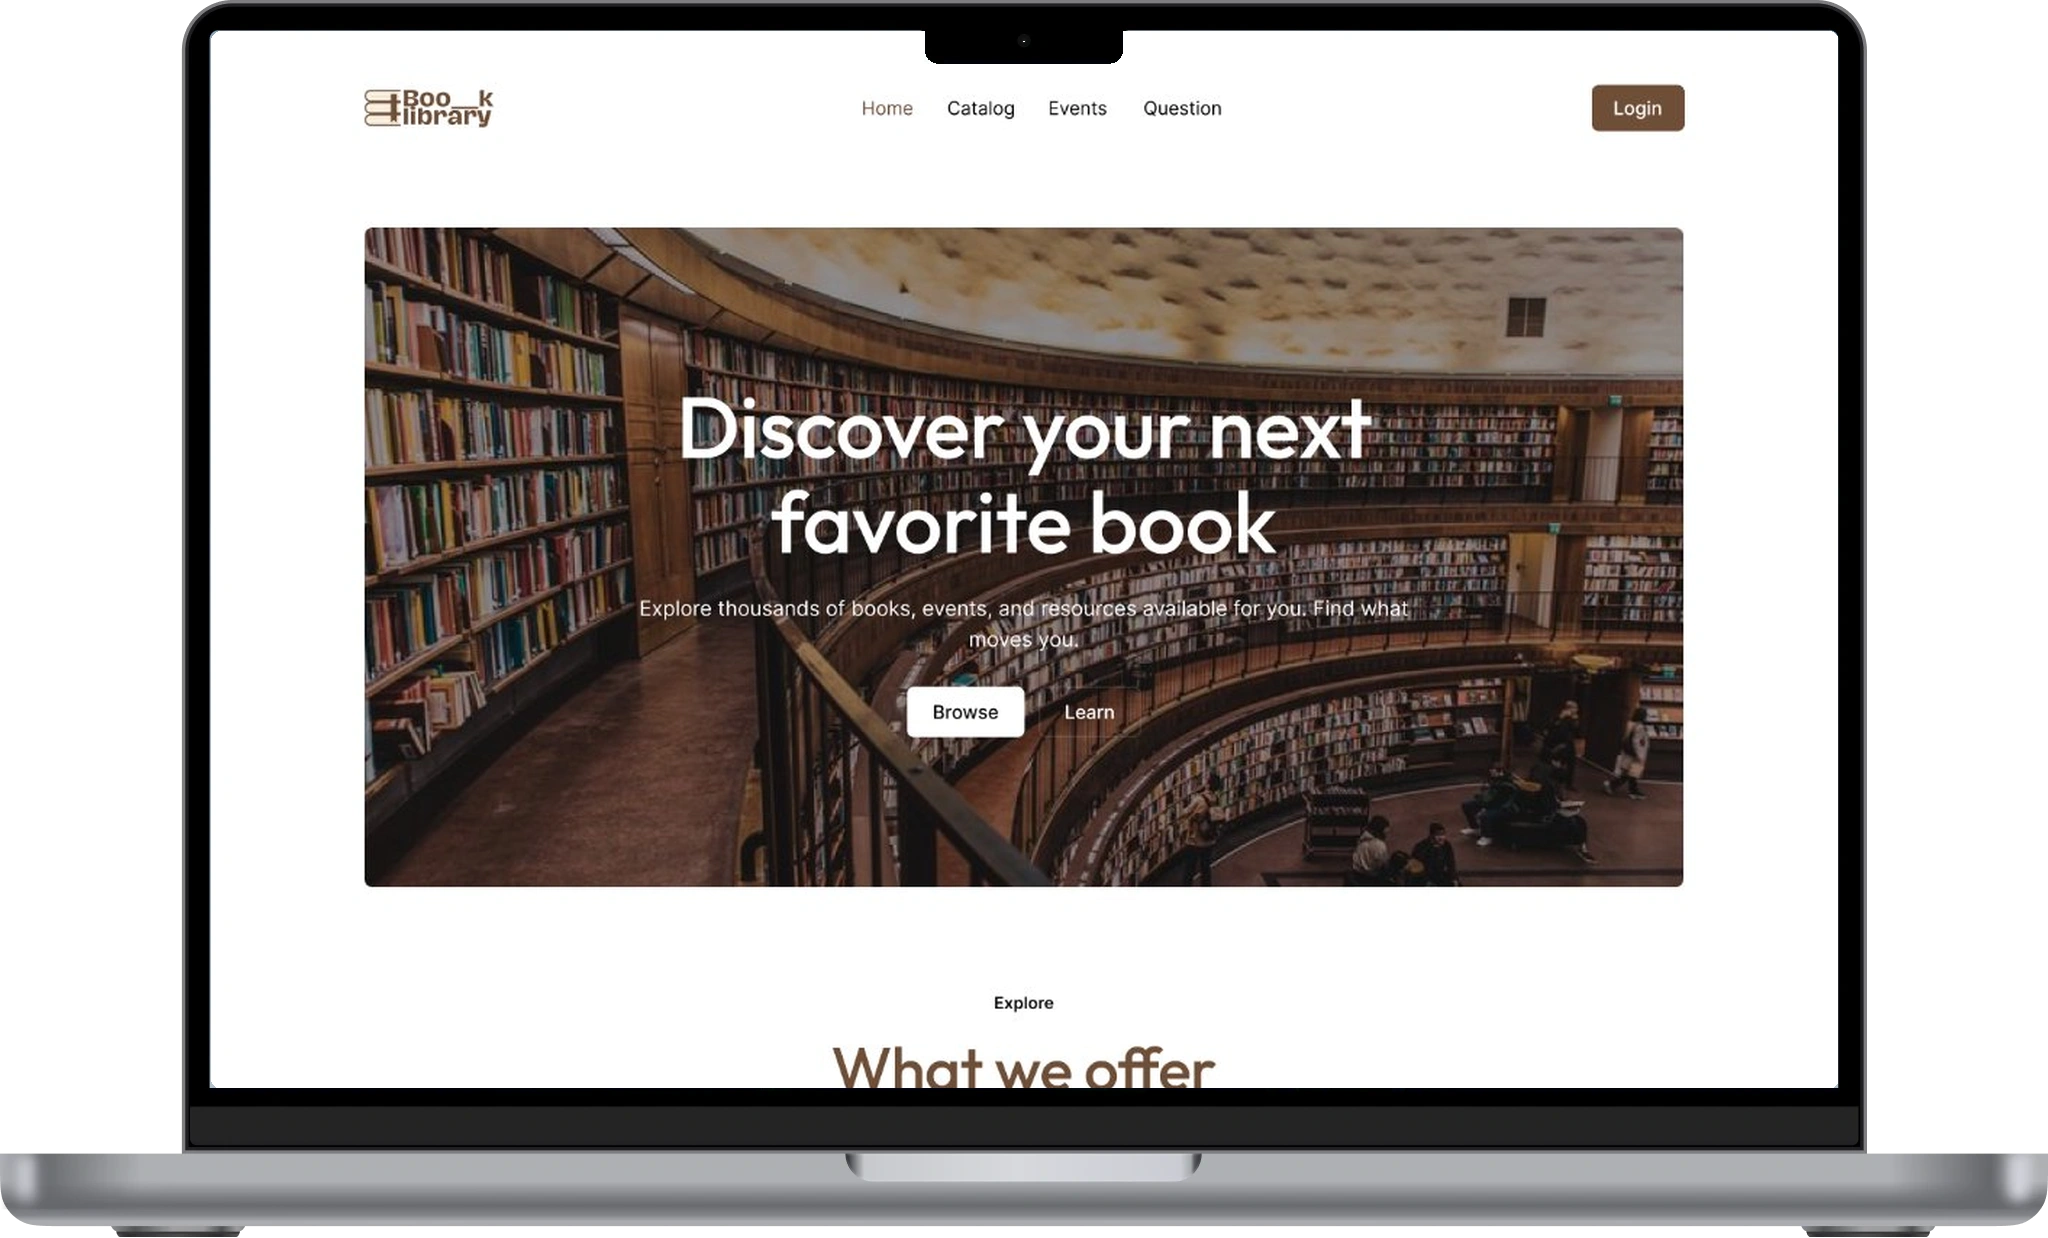 Boo__k
library
Home Catalog Events Question
Login
Discover your next
favorite book
Explore thousands of books, events, and resources available for you. Find what
moves you.
Browse Learn
Explore
What we offer